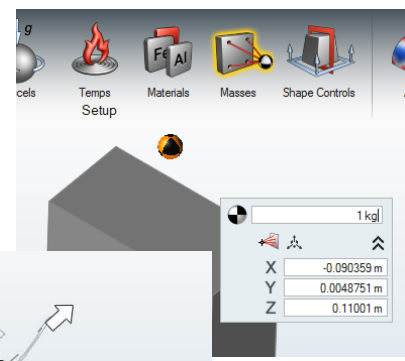 g
cels Temps Materials Masses Shape Controls
Setup
Fe Al
1 kg
X -0.090359 m
Y 0.0048751 m
Z 0.11001 m